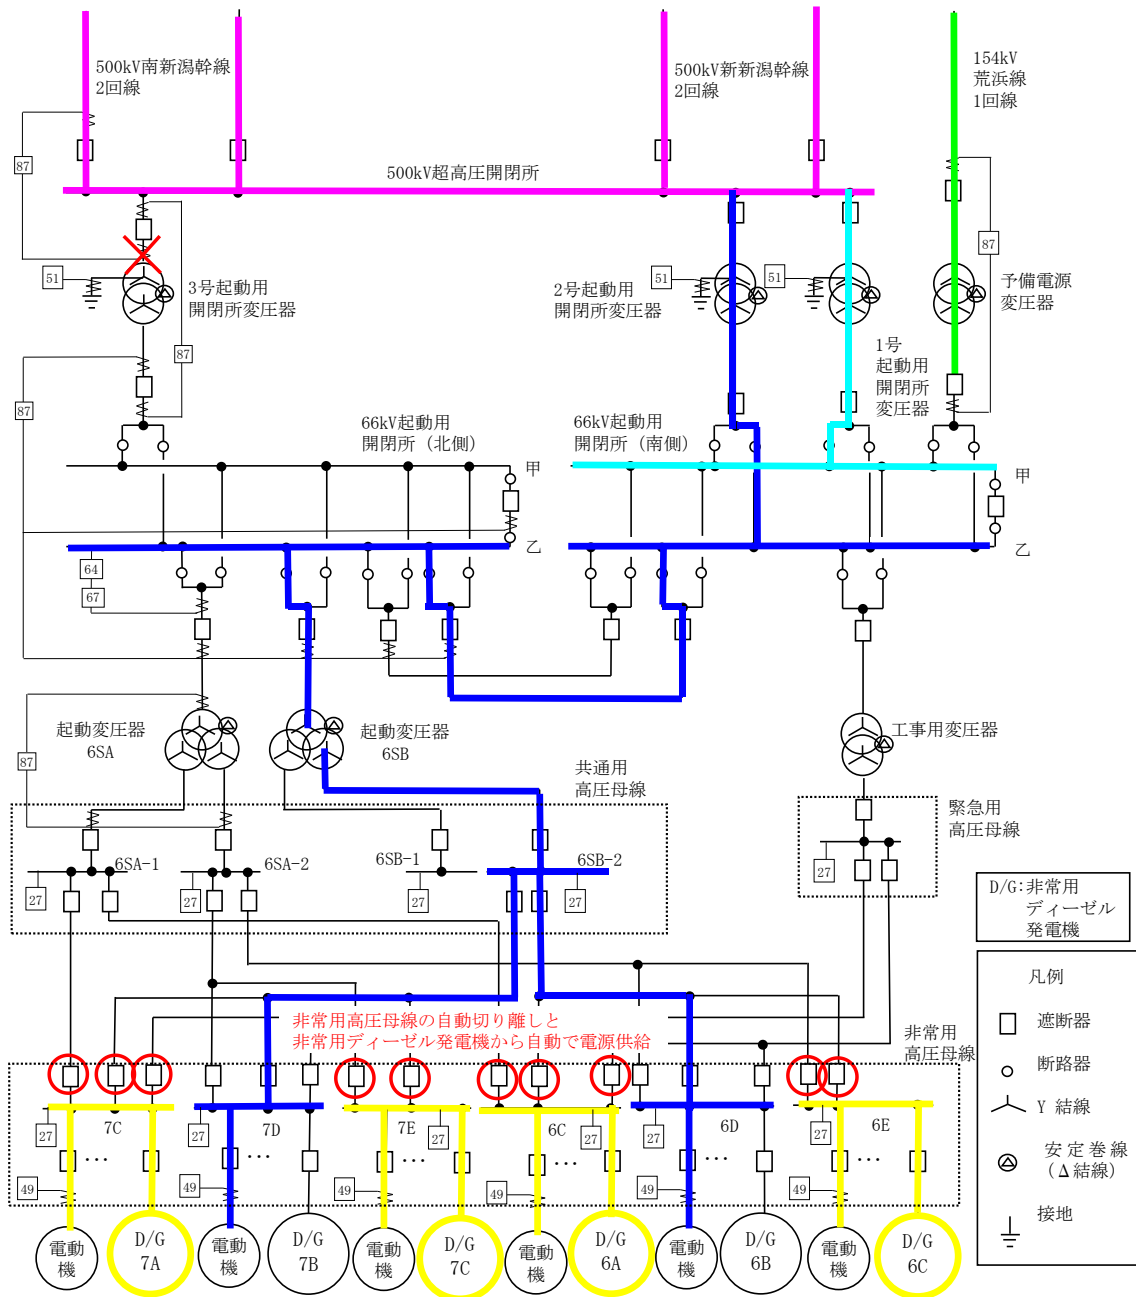 500kV南新潟幹線
2回線
500kV新新潟幹線
2回線
154kV
荒浜線
1回線
87
500kV超高圧開閉所
87
51
3号起動用
開閉所変圧器
51
2号起動用
開閉所変圧器
51
予備電源
変圧器
87
87
1号
起動用
開閉所
変圧器
66kV起動用
開閉所（北側）
66kV起動用
開閉所（南側）
甲
甲
乙
乙
64
67
起動変圧器
6SA
起動変圧器
6SB
工事用変圧器
87
共通用
高圧母線
緊急用
高圧母線
6SA-1
6SA-2
6SB-1
6SB-2
27
27
27
27
27
D/G:非常用
ディーゼル
発電機
凡例
遮断器
断路器
Y 結線
安定巻線
（Δ結線）
接地
非常用高圧母線の自動切り離しと
非常用ディーゼル発電機から自動で電源供給
非常用
高圧母線
7C
7D
7E
6C
6D
6E
27
27
27
27
27
27
･･･
･･･
･･･
･･･
･･･
･･･
49
49
49
49
49
49
電動
機
D/G
7A
電動
機
D/G
7B
電動
機
D/G
7C
電動
機
D/G
6A
電動
機
D/G
6B
電動
機
D/G
6C